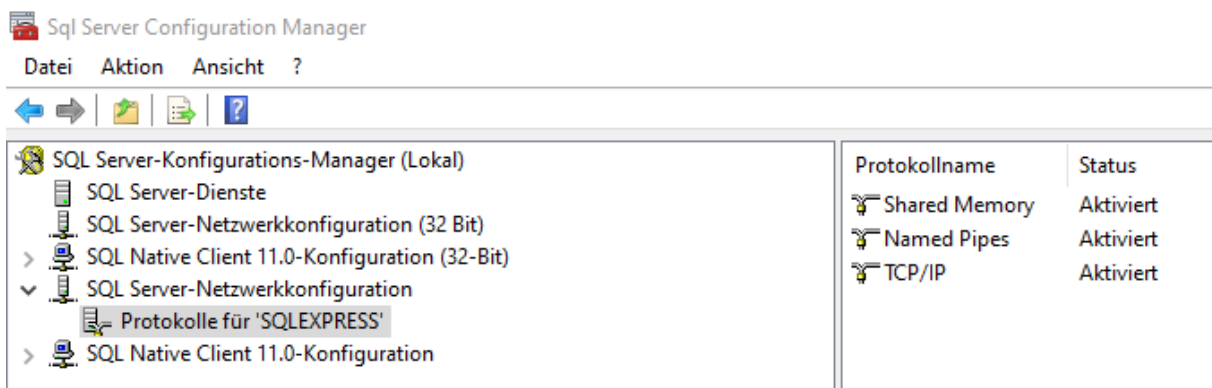 Sql Server Configuration Manager
Datei Aktion Ansicht ?
SQL Server-Konfigurations-Manager (Lokal)
SQL Server-Dienste
SQL Server-Netzwerkkonfiguration (32 Bit)
SQL Native Client 11.0-Konfiguration (32-Bit)
SQL Server-Netzwerkkonfiguration
Protokolle für 'SQLEXPRESS'
SQL Native Client 11.0-Konfiguration
Protokollname Status
Shared Memory Aktiviert
Named Pipes Aktiviert
TCP/IP Aktiviert